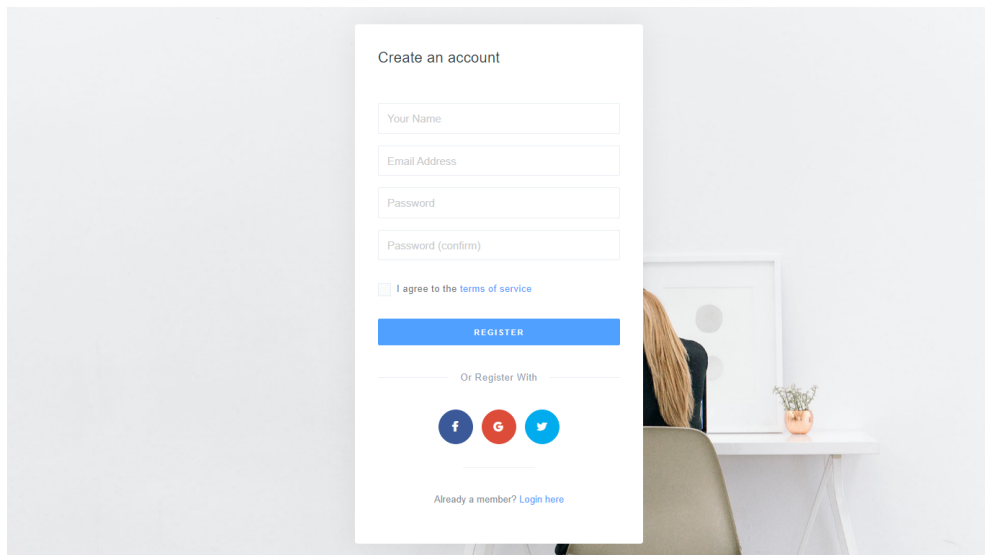 Create an account
Your Name
Email Address
Password
Password (confirm)
I agree to the terms of service
REGISTER
Or Register With
Already a member? Login here